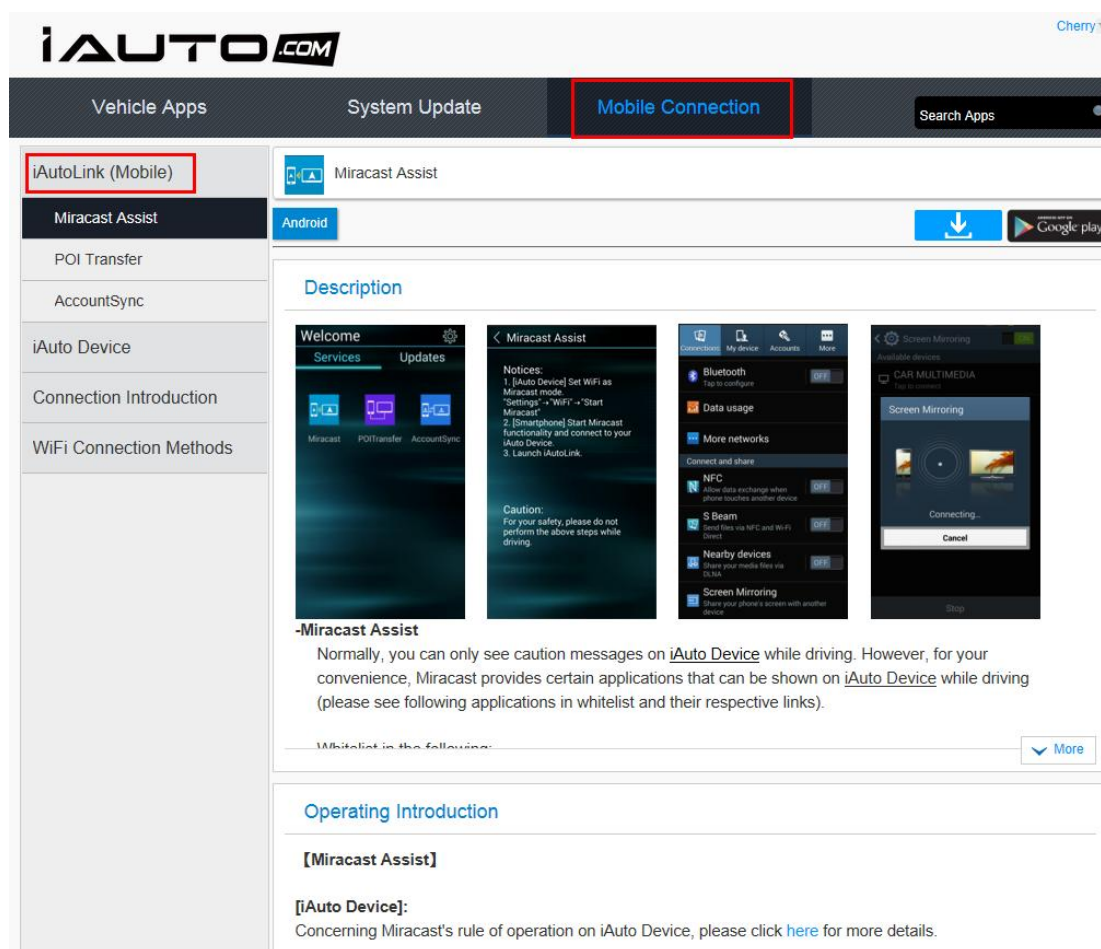 iAUTO.COM
Cherry
Vehicle Apps
System Update
Mobile Connection
Search Apps
iAutoLink (Mobile)
Miracast Assist
POI Transfer
AccountSync
iAuto Device
Connection Introduction
WiFi Connection Methods
Miracast Assist
Android
ANDROID APP ON
Google play
Description
Welcome
Services Updates
Miracast POITransfer AccountSync
Miracast Assist
Notices:
1. [iAuto Device] Set WiFi as
Miracast mode.
"Settings"→"WiFi"→"Start
Miracast"
2. [Smartphone] Start Miracast
functionality and connect to your
iAuto Device.
3. Launch iAutoLink.
Caution:
For your safety, please do not
perform the above steps while
driving.
Connections My device Accounts More
Bluetooth
Tap to configure
OFF
Data usage
More networks
Connect and share
NFC
Allow data exchange when
phone touches another device
OFF
S Beam
Send files via NFC and Wi-Fi
Direct
OFF
Nearby devices
Share your media files via
DLNA
OFF
Screen Mirroring
Share your phone's screen with another
device
Screen Mirroring
ON
Available devices
CAR MULTIMEDIA
Tap to connect
Screen Mirroring
Connecting...
Cancel
Stop
-Miracast Assist
Normally, you can only see caution messages on iAuto Device while driving. However, for your
convenience, Miracast provides certain applications that can be shown on iAuto Device while driving
(please see following applications in whitelist and their respective links).
Whitelist in the following:
More
Operating Introduction
【Miracast Assist】
[iAuto Device]:
Concerning Miracast's rule of operation on iAuto Device, please click here for more details.